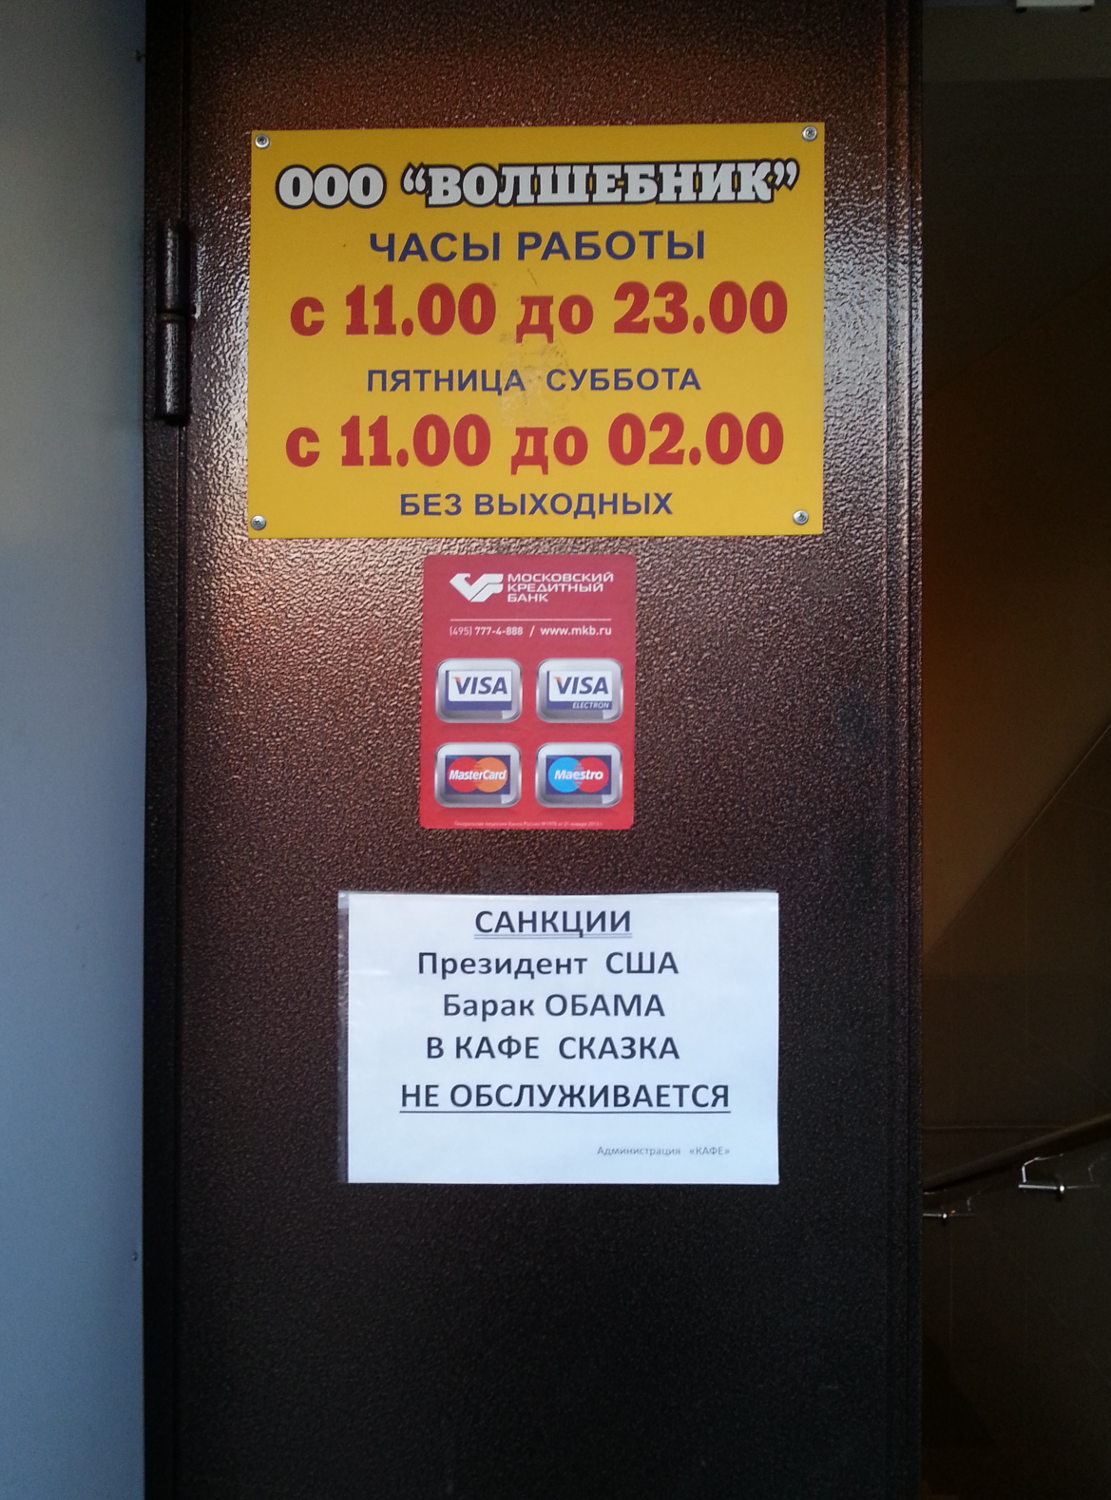 ООО “ВОЛШЕБНИК”
ЧАСЫ РАБОТЫ
с 11.00 до 23.00
ПЯТНИЦА СУББОТА
с 11.00 до 02.00
БЕЗ ВЫХОДНЫХ
МОСКОВСКИЙ
КРЕДИТНЫЙ
БАНК
(495) 777-4-888 / www.mkb.ru
VISA VISA
ELECTRON
MasterCard Maestro
САНКЦИИ
Президент США
Барак ОБАМА
В КАФЕ СКАЗКА
НЕ ОБСЛУЖИВАЕТСЯ
Администрация «КАФЕ»